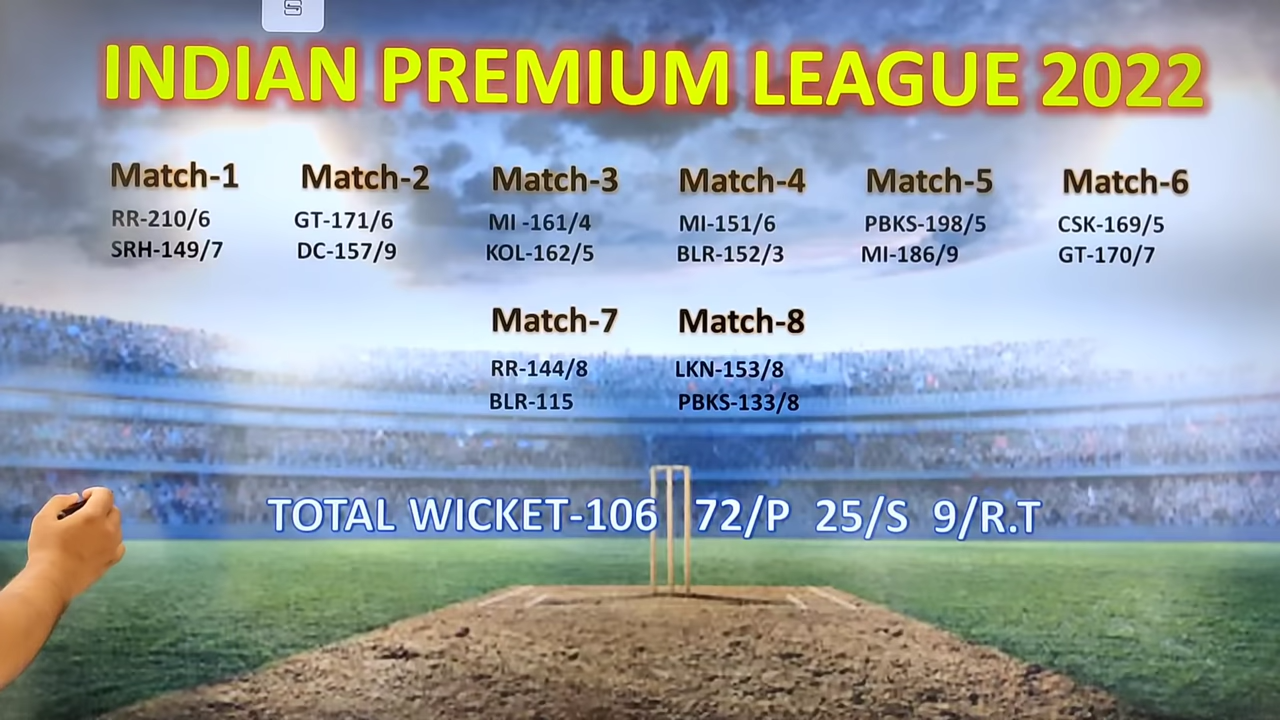 INDIAN PREMIUM LEAGUE 2022
Match-1
RR-210/6
SRH-149/7
Match-2
GT-171/6
DC-157/9
Match-3
MI -161/4
KOL-162/5
Match-4
MI-151/6
BLR-152/3
Match-5
PBKS-198/5
MI-186/9
Match-6
CSK-169/5
GT-170/7
Match-7
RR-144/8
BLR-115
Match-8
LKN-153/8
PBKS-133/8
TOTAL WICKET-106 72/P 25/S 9/R.T